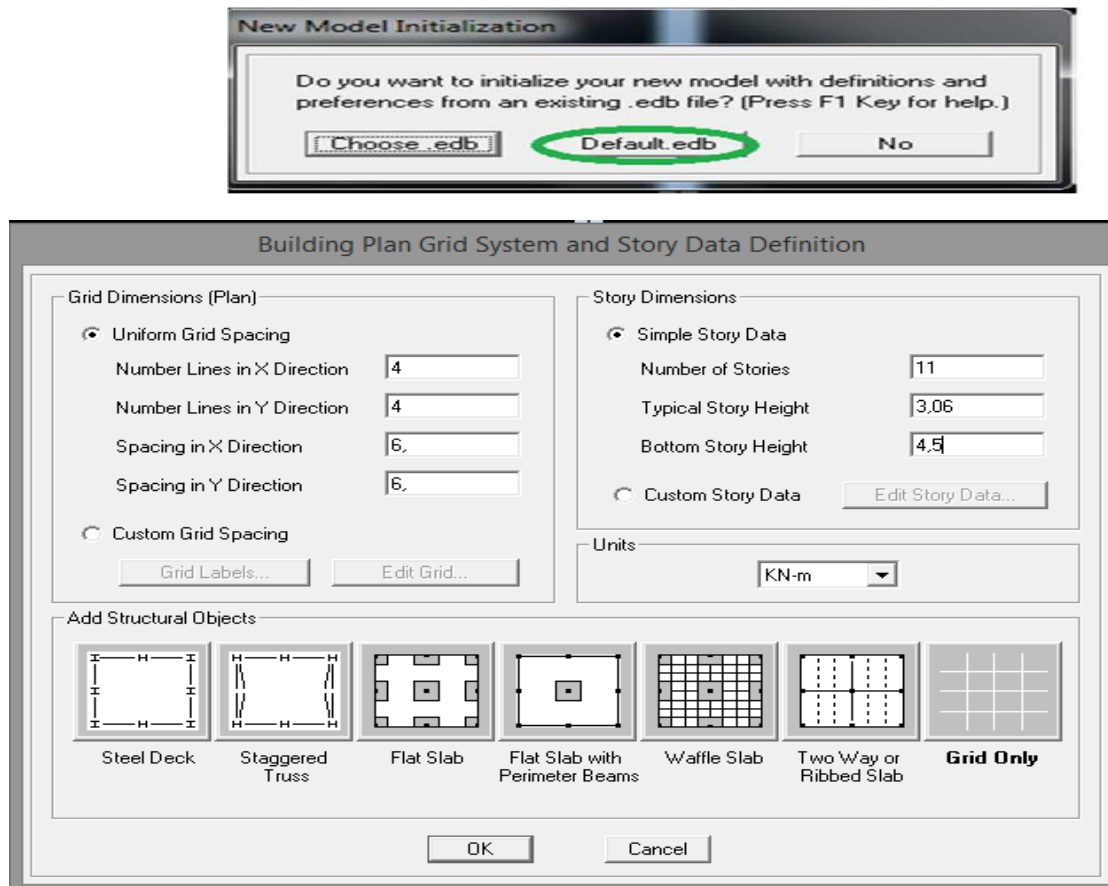 New Model Initialization
Do you want to initialize your new model with definitions and
preferences from an existing .edb file? (Press F1 Key for help.)
Choose .edb
Default.edb
No
Building Plan Grid System and Story Data Definition
Grid Dimensions (Plan)
Uniform Grid Spacing
Number Lines in X Direction 4
Number Lines in Y Direction 4
Spacing in X Direction 6,
Spacing in Y Direction 6,
Custom Grid Spacing
Grid Labels...
Edit Grid...
Story Dimensions
Simple Story Data
Number of Stories 11
Typical Story Height 3,06
Bottom Story Height 4,5
Custom Story Data
Edit Story Data...
Units
KN-m
Add Structural Objects
Steel Deck
Staggered
Truss
Flat Slab
Flat Slab with
Perimeter Beams
Waffle Slab
Two Way or
Ribbed Slab
Grid Only
OK
Cancel